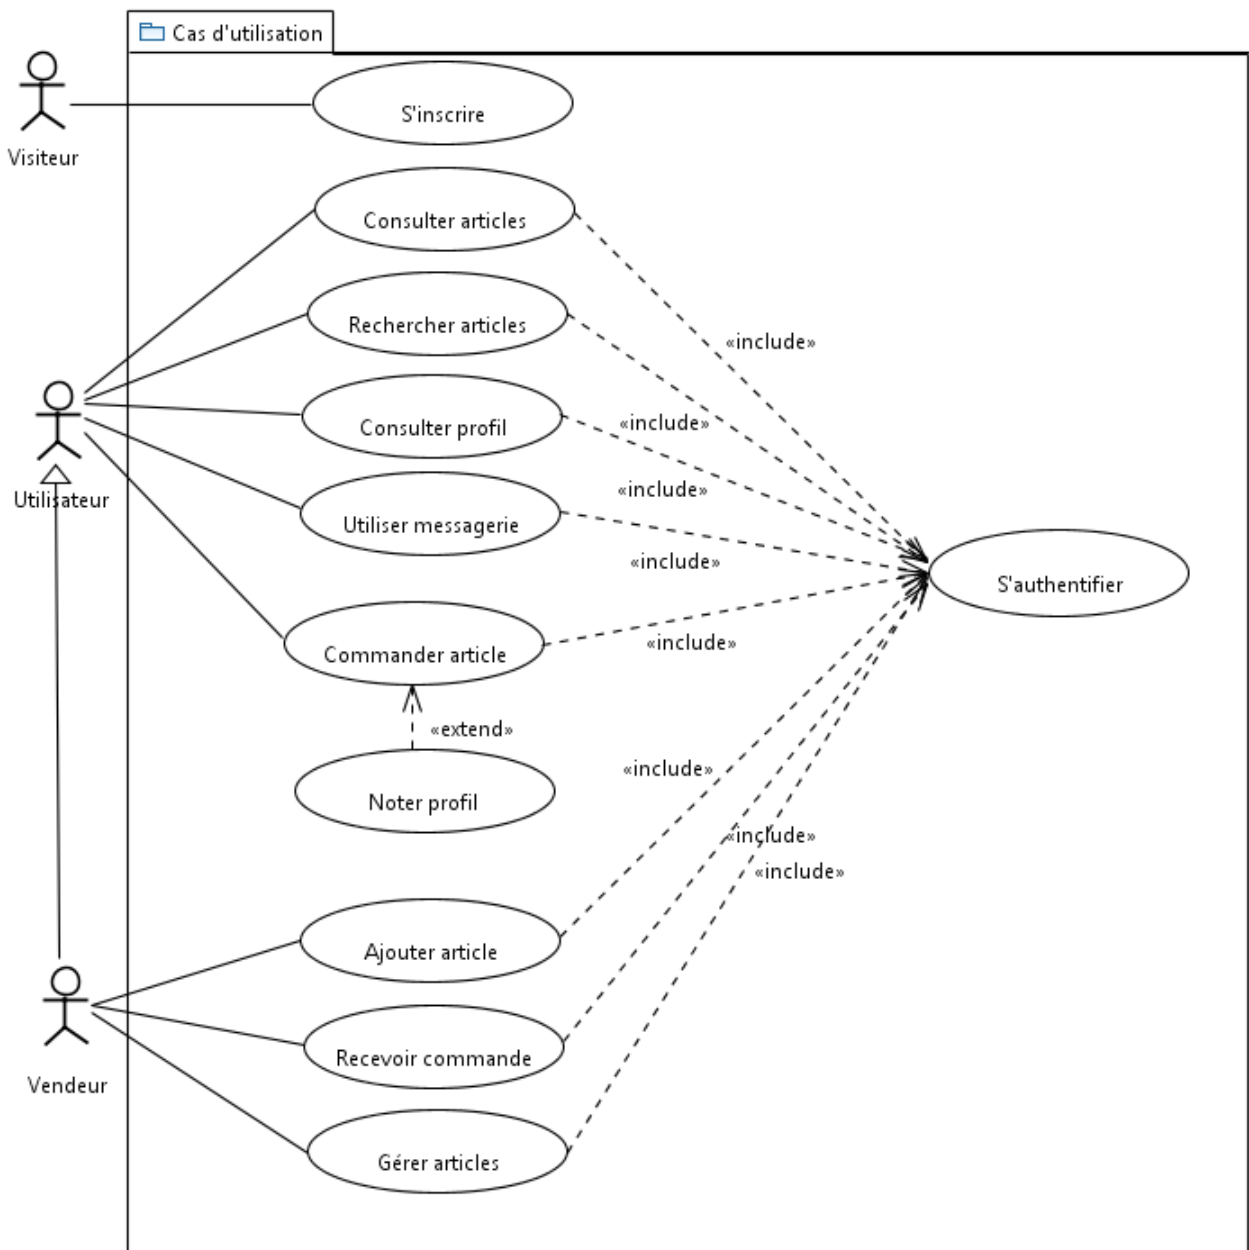 Cas d'utilisation
S'inscrire
Visiteur
Consulter articles
Rechercher articles
«include»
Consulter profil
«include»
Utilisateur
«include»
Utiliser messagerie
«include»
S'authentifier
Commander article
«include»
«extend»
«include»
Noter profil
«include»
«include»
Ajouter article
Recevoir commande
Vendeur
Gérer articles